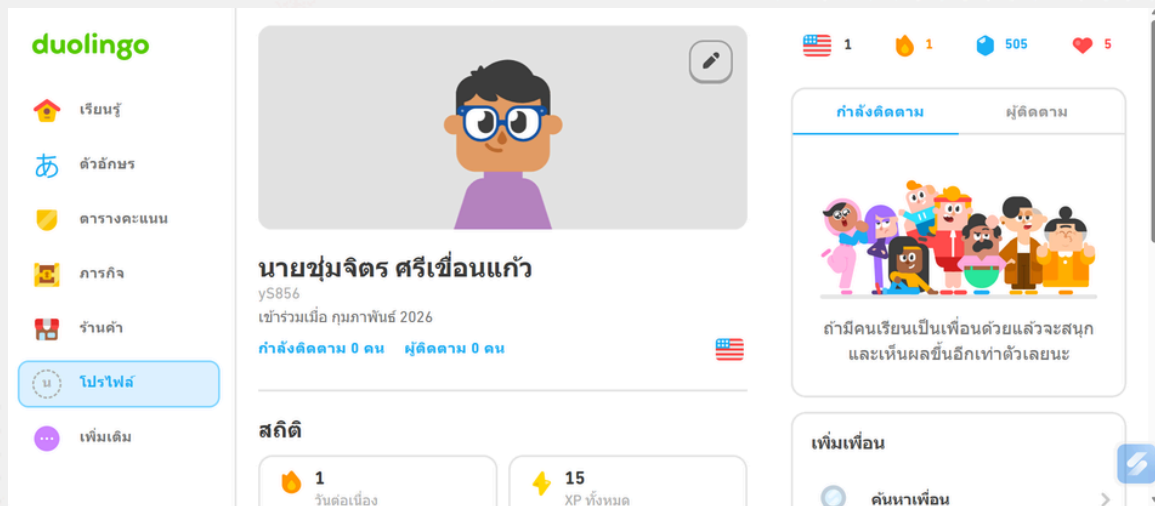 duolingo
เรียนรู้
ตัวอักษร
ตารางคะแนน
ภารกิจ
ร้านค้า
น โปรไฟล์
เพิ่มเติม
นายชุ่มจิตร ศรีเขื่อนแก้ว
yS856
เข้าร่วมเมื่อ กุมภาพันธ์ 2026
กำลังติดตาม 0 คน ผู้ติดตาม 0 คน
สถิติ
1
วันต่อเนื่อง
15
XP ทั้งหมด
1 1 505 5
กำลังติดตาม ผู้ติดตาม
ถ้ามีคนเรียนเป็นเพื่อนด้วยแล้วจะสนุก
และเห็นผลขึ้นอีกเท่าตัวเลยนะ
เพิ่มเพื่อน
ค้นหาเพื่อน